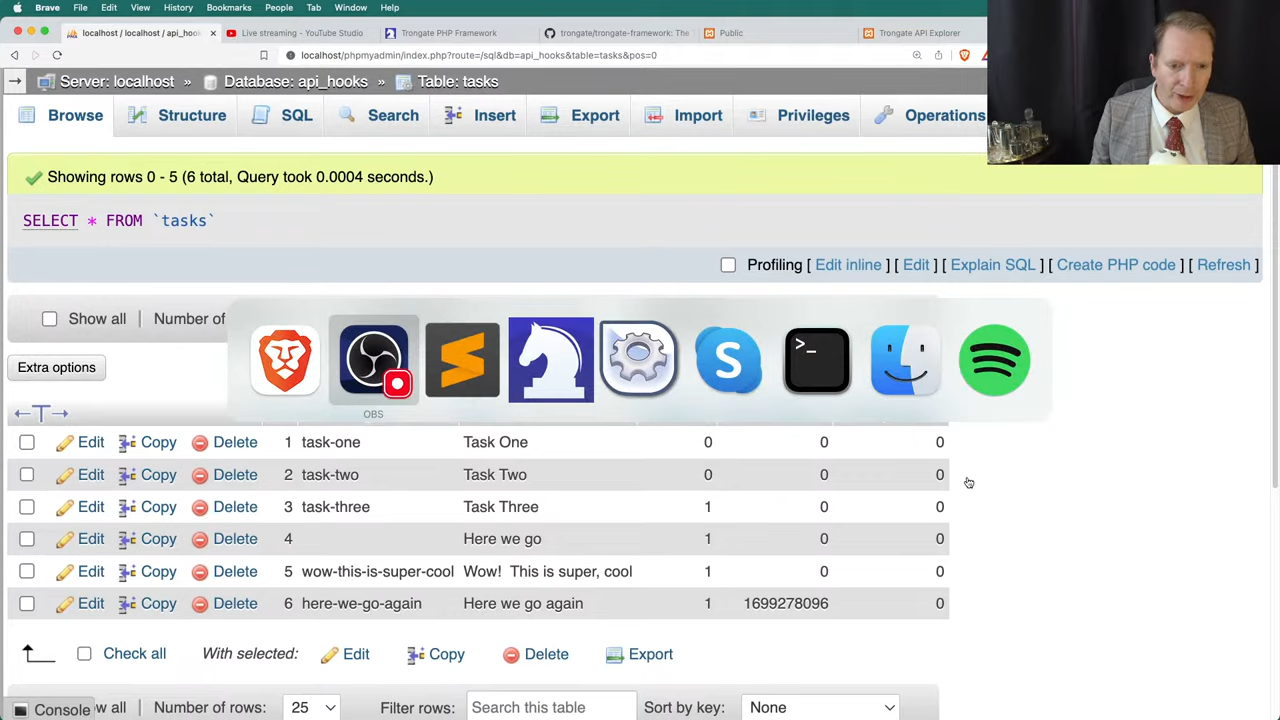 Brave File Edit View History Bookmarks People Tab Window Help
localhost / localhost / api_hook
Live streaming - YouTube Studio
Trongate PHP Framework
trongate/trongate-framework: The
Public
Trongate API Explorer
localhost/phpmyadmin/index.php?route=/sql&db=api_hooks&table=tasks&pos=0
Server: localhost » Database: api_hooks » Table: tasks
Browse Structure SQL Search Insert Export Import Privileges Operations
Showing rows 0 - 5 (6 total, Query took 0.0004 seconds.)
SELECT * FROM `tasks`
Profiling [ Edit inline ] [ Edit ] [ Explain SQL ] [ Create PHP code ] [ Refresh ]
Show all | Number of
Extra options
OBS
Edit Copy Delete 1 task-one Task One 0 0 0
Edit Copy Delete 2 task-two Task Two 0 0 0
Edit Copy Delete 3 task-three Task Three 1 0 0
Edit Copy Delete 4 Here we go 1 0 0
Edit Copy Delete 5 wow-this-is-super-cool Wow! This is super, cool 1 0 0
Edit Copy Delete 6 here-we-go-again Here we go again 1 1699278096 0
Check all With selected: Edit Copy Delete Export
Console
w all | Number of rows: 25 Filter rows: Search this table Sort by key: None